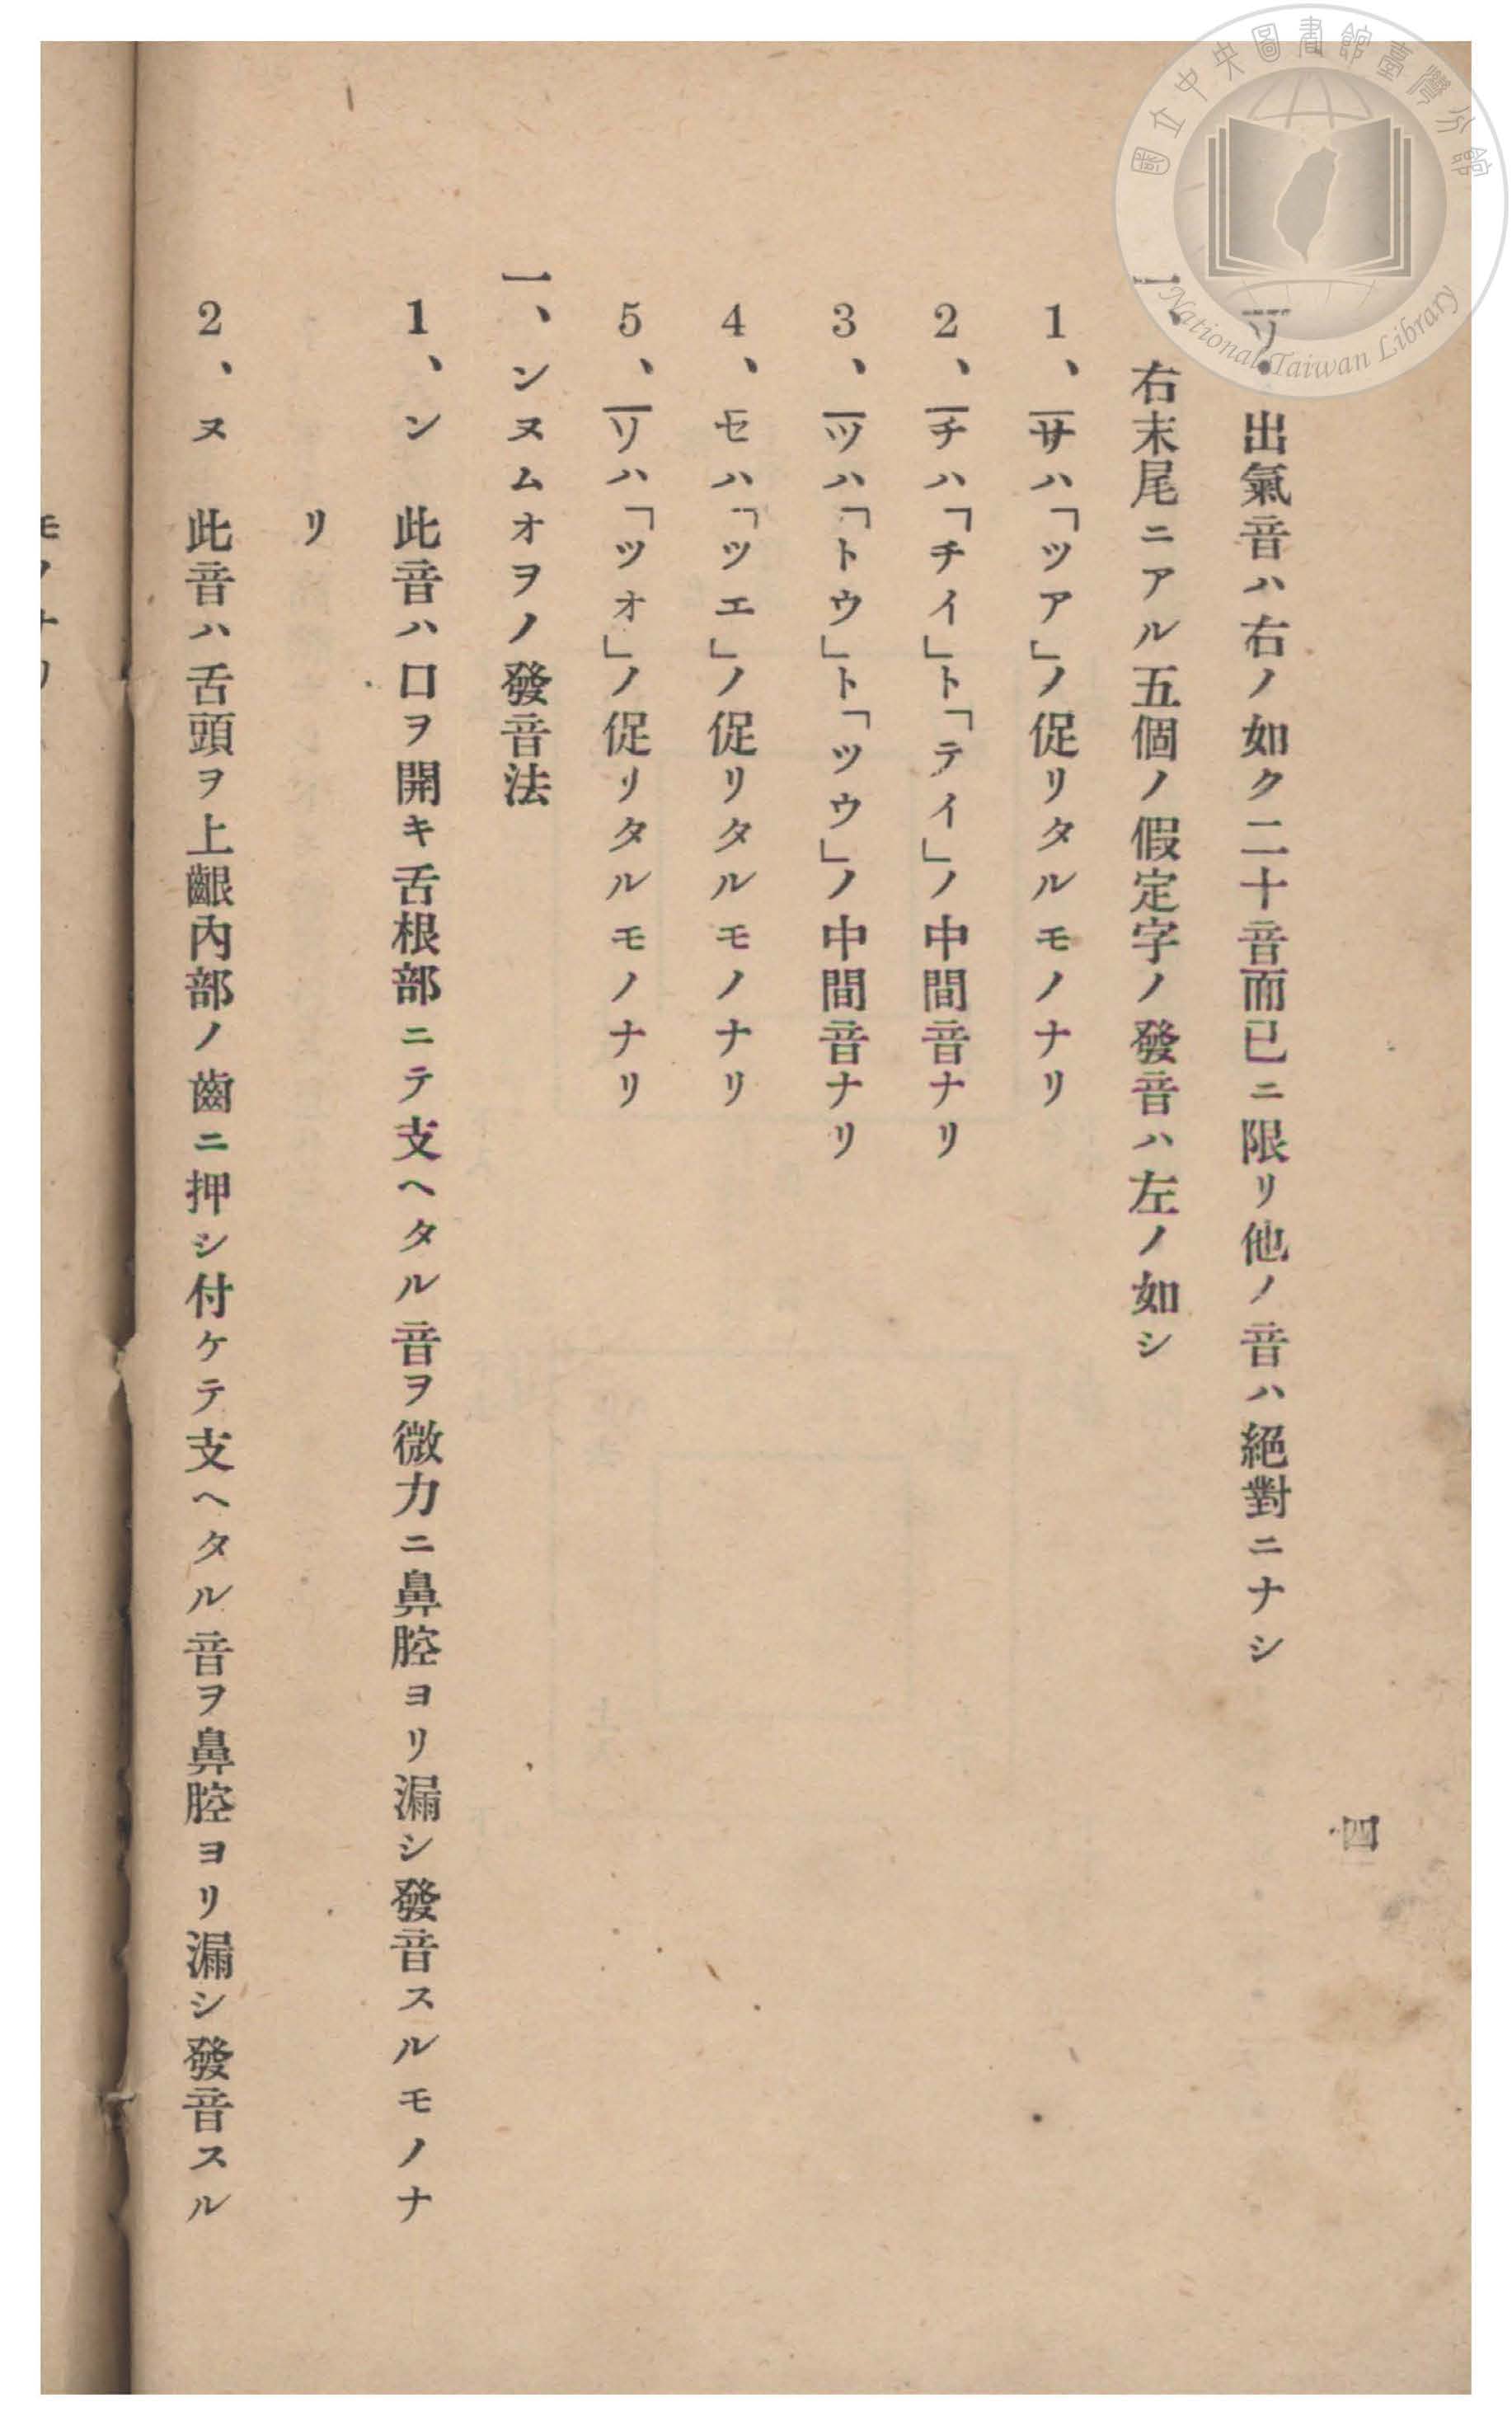 國立中央圖書館臺灣分館
National Taiwan Library
四
ソ̅・出氣音ハ右ノ如ク二十音而已ニ限リ他ノ音ハ絕對ニナシ
一、右末尾ニアル五個ノ假定字ノ發音ハ左ノ如シ
1、サ̅ハ「ツア」ノ促リタルモノナリ
2、チ̅ハ「チイ」ト「テイ」ノ中間音ナリ
3、ツ̅ハ「トウ」ト「ツウ」ノ中間音ナリ
4、セ̅ハ「ツエ」ノ促リタルモノナリ
5、ソ̅ハ「ツオ」ノ促リタルモノナリ
一、ンヌムオヲノ發音法
1、ン　此音ハ口ヲ開キ舌根部ニテ支ヘタル音ヲ微力ニ鼻腔ヨリ漏シ發音スルモノナ
リ
2、ヌ　此音ハ舌頭ヲ上齦內部ノ齒ニ押シ付ケテ支ヘタル音ヲ鼻腔ヨリ漏シ發音スル
モノナリ